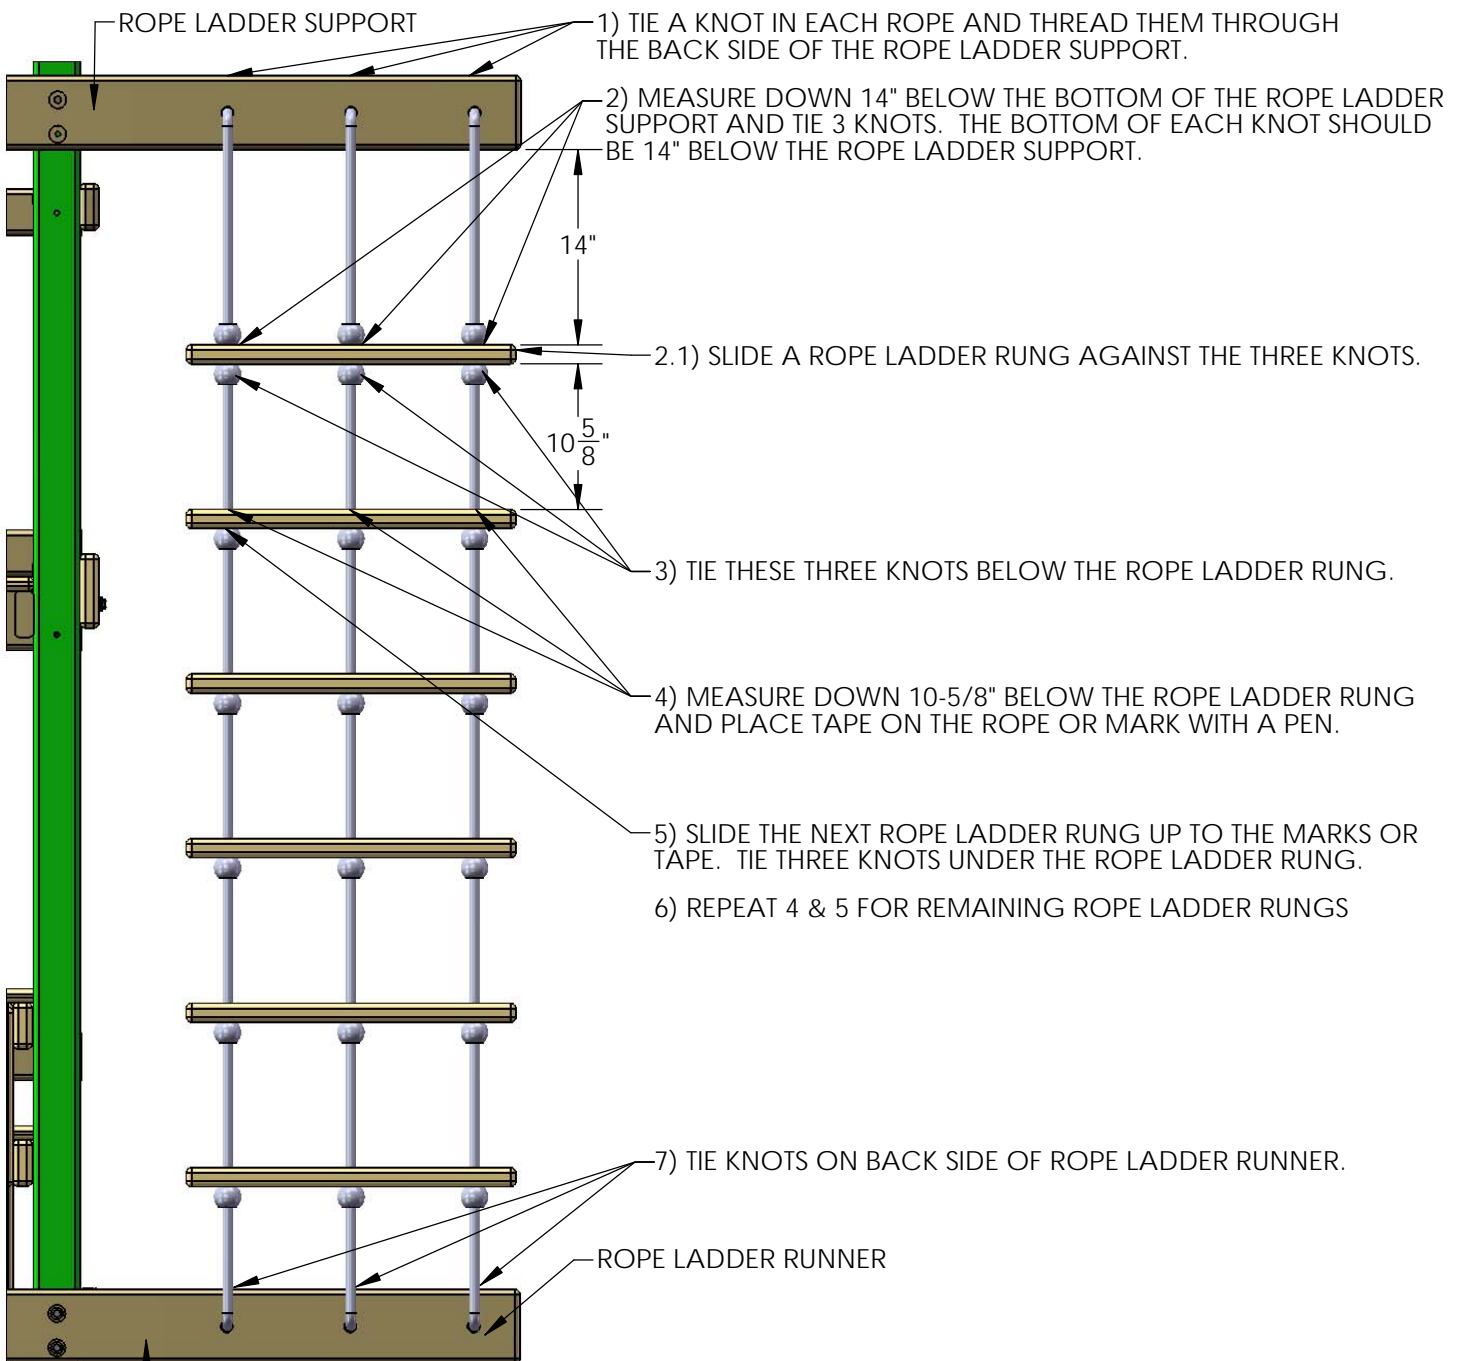 ROPE LADDER SUPPORT
1) TIE A KNOT IN EACH ROPE AND THREAD THEM THROUGH
THE BACK SIDE OF THE ROPE LADDER SUPPORT.
2) MEASURE DOWN 14" BELOW THE BOTTOM OF THE ROPE LADDER
SUPPORT AND TIE 3 KNOTS. THE BOTTOM OF EACH KNOT SHOULD
BE 14" BELOW THE ROPE LADDER SUPPORT.
14"
2.1) SLIDE A ROPE LADDER RUNG AGAINST THE THREE KNOTS.
10 5/8"
3) TIE THESE THREE KNOTS BELOW THE ROPE LADDER RUNG.
4) MEASURE DOWN 10-5/8" BELOW THE ROPE LADDER RUNG
AND PLACE TAPE ON THE ROPE OR MARK WITH A PEN.
5) SLIDE THE NEXT ROPE LADDER RUNG UP TO THE MARKS OR
TAPE. TIE THREE KNOTS UNDER THE ROPE LADDER RUNG.
6) REPEAT 4 & 5 FOR REMAINING ROPE LADDER RUNGS
7) TIE KNOTS ON BACK SIDE OF ROPE LADDER RUNNER.
ROPE LADDER RUNNER